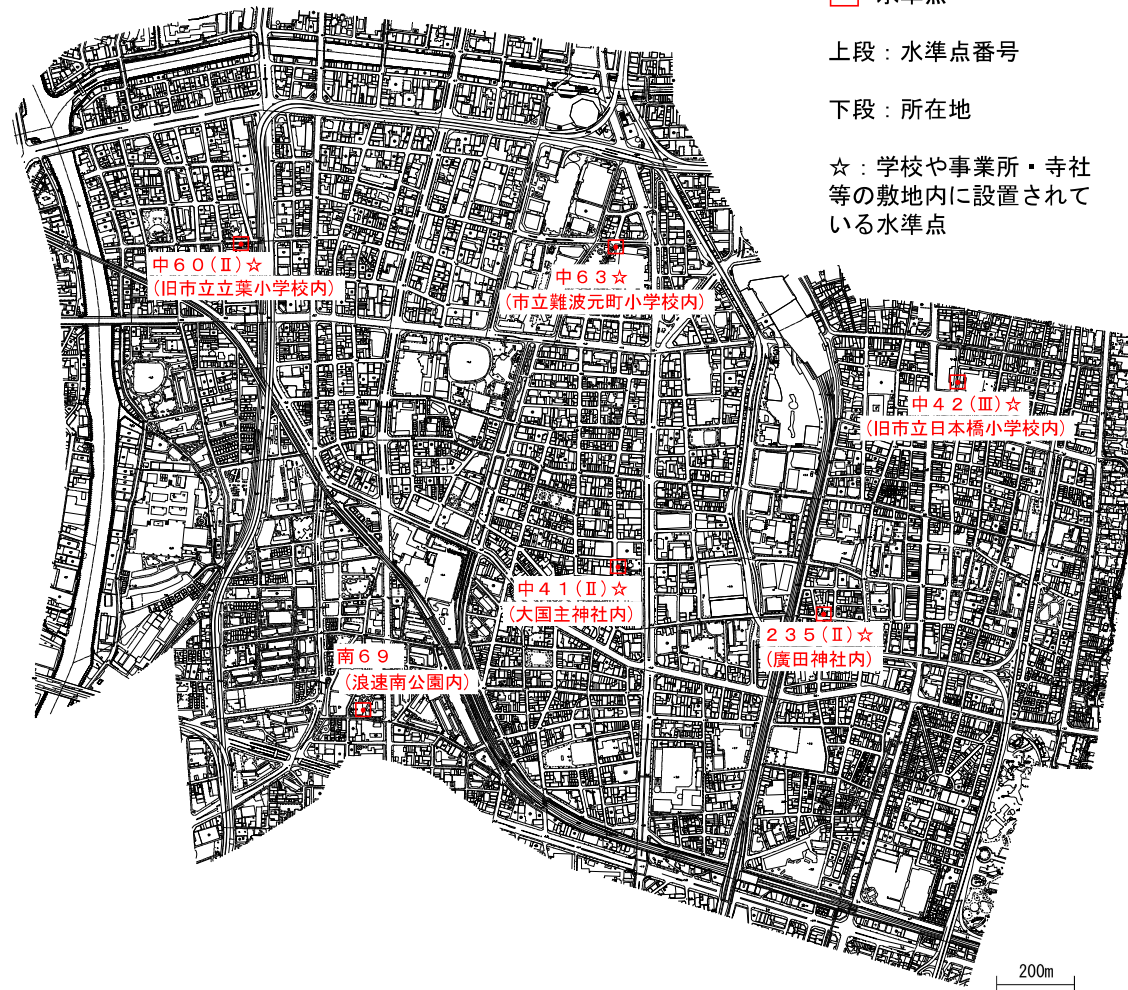 水準点
上段：水準点番号
下段：所在地
☆：学校や事業所・寺社
等の敷地内に設置されて
いる水準点
中６０(Ⅱ)☆
(旧市立立葉小学校内)
中６３☆
(市立難波元町小学校内)
中４２(Ⅲ)☆
(旧市立日本橋小学校内)
中４１(Ⅱ)☆
(大国主神社内)
２３５(Ⅱ)☆
(廣田神社内)
南６９
(浪速南公園内)
200m